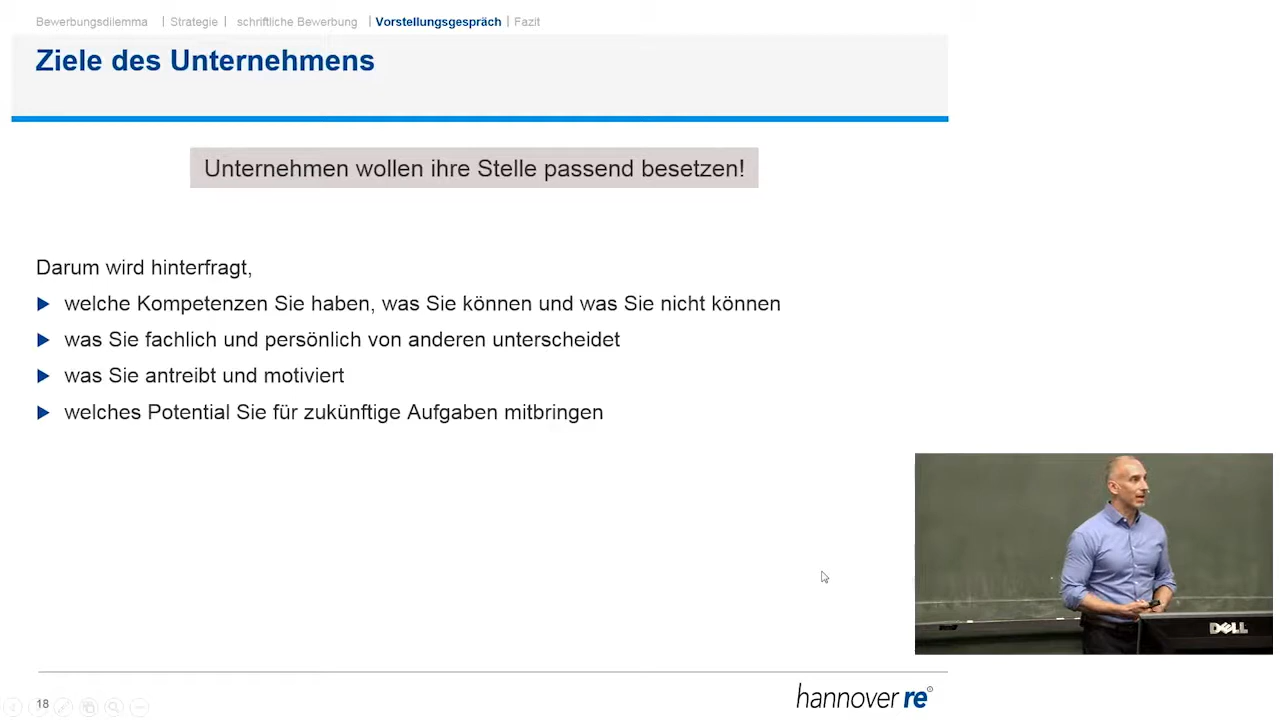 Bewerbungsdilemma | Strategie | schriftliche Bewerbung | Vorstellungsgespräch | Fazit
Ziele des Unternehmens
Unternehmen wollen ihre Stelle passend besetzen!
Darum wird hinterfragt,
welche Kompetenzen Sie haben, was Sie können und was Sie nicht können
was Sie fachlich und persönlich von anderen unterscheidet
was Sie antreibt und motiviert
welches Potential Sie für zukünftige Aufgaben mitbringen
DELL
18
hannover re®